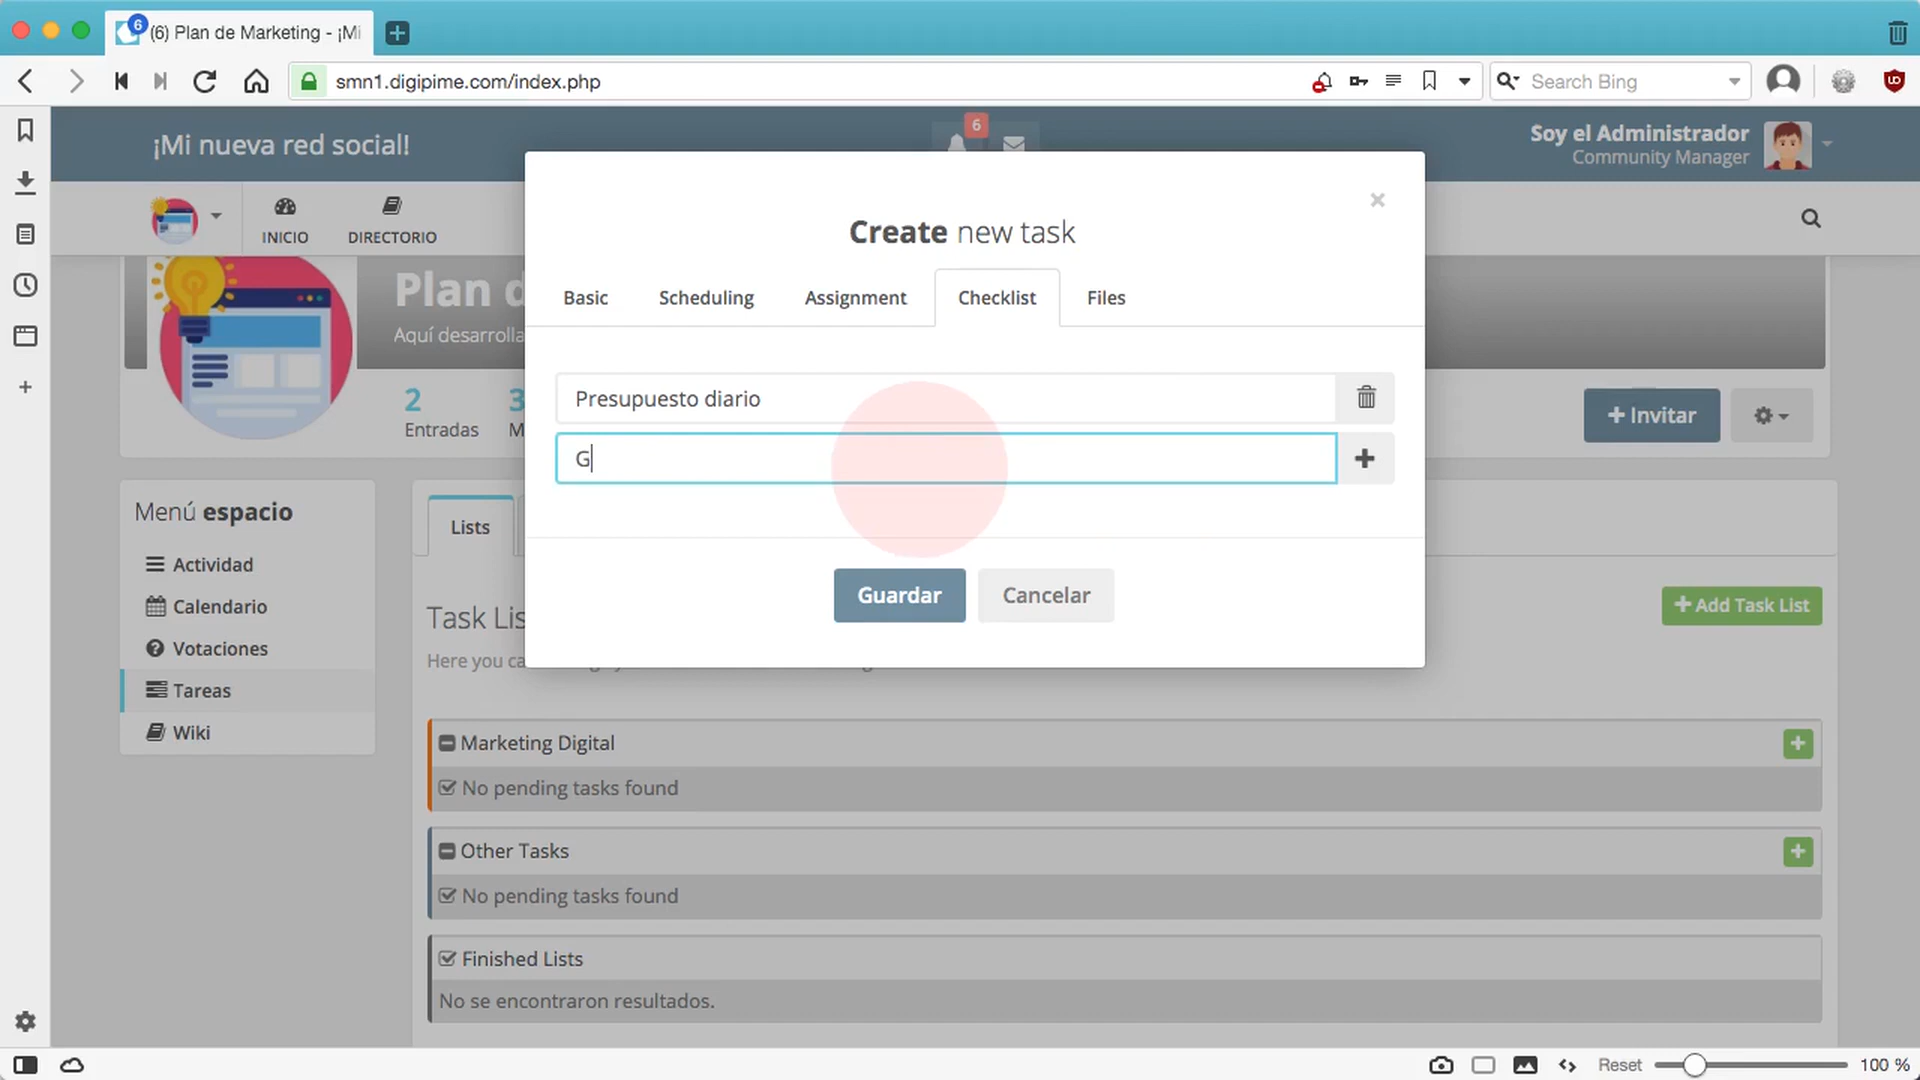 6
(6) Plan de Marketing - ¡Mi
smn1.digipime.com/index.php
Search Bing
¡Mi nueva red social!
6
Soy el Administrador
Community Manager
INICIO
DIRECTORIO
Create new task
Basic
Scheduling
Assignment
Checklist
Files
Plan d
Aquí desarrolla
Presupuesto diario
2
3
Entradas
M
+ Invitar
G
Menú espacio
Actividad
Calendario
Votaciones
Tareas
Wiki
Lists
Guardar
Cancelar
Task Lis
+ Add Task List
Here you ca
Marketing Digital
No pending tasks found
Other Tasks
No pending tasks found
Finished Lists
No se encontraron resultados.
Reset
100 %